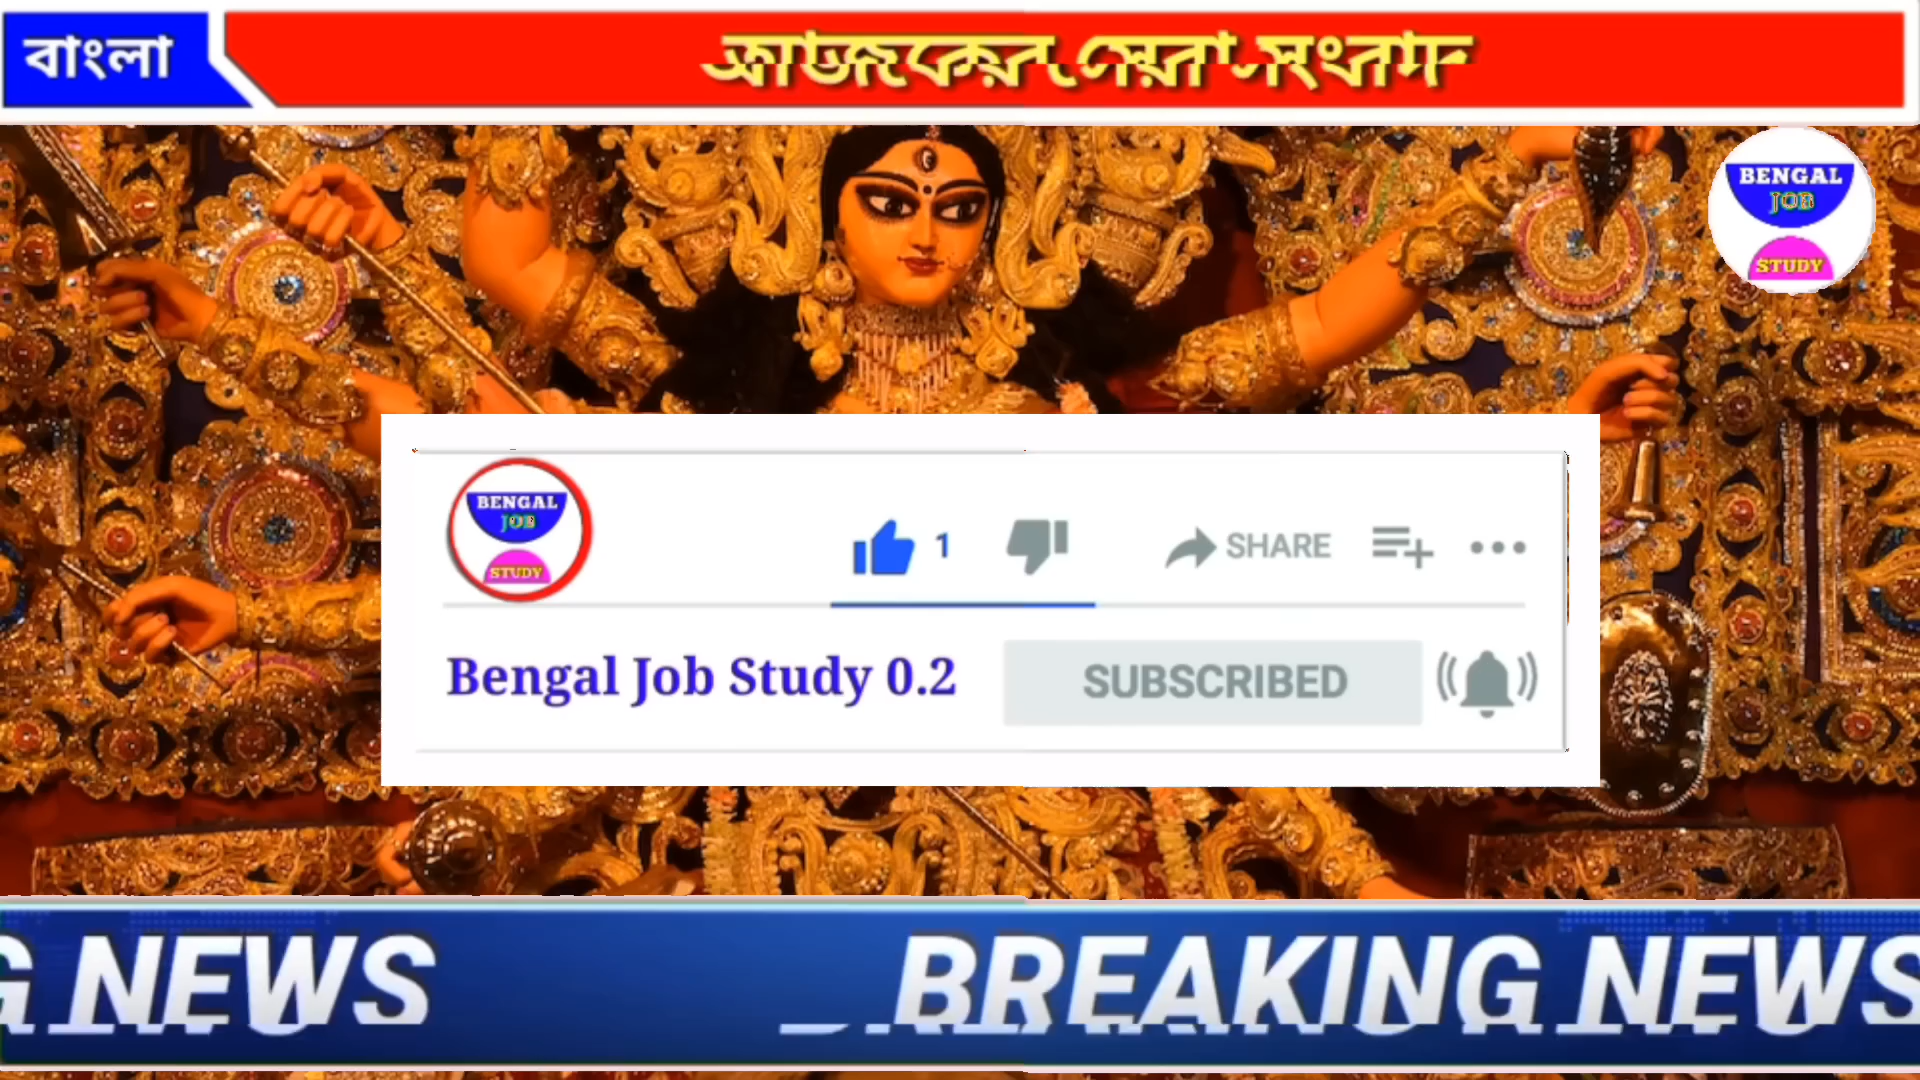 বাংলা
আজকের সেরা সংবাদ
BENGAL
JOB
STUDY
BENGAL
JOB
STUDY
1
SHARE
Bengal Job Study 0.2
SUBSCRIBED
G NEWS
BREAKING NEWS